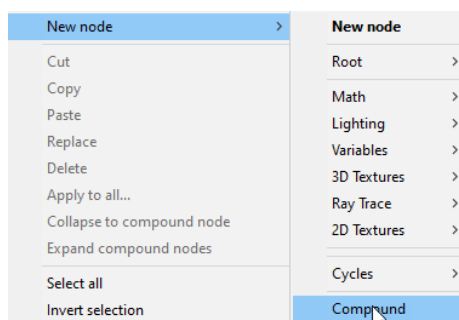 New node
Cut
Copy
Paste
Replace
Delete
Apply to all...
Collapse to compound node
Expand compound nodes
Select all
Invert selection
New node
Root
Math
Lighting
Variables
3D Textures
Ray Trace
2D Textures
Cycles
Compound